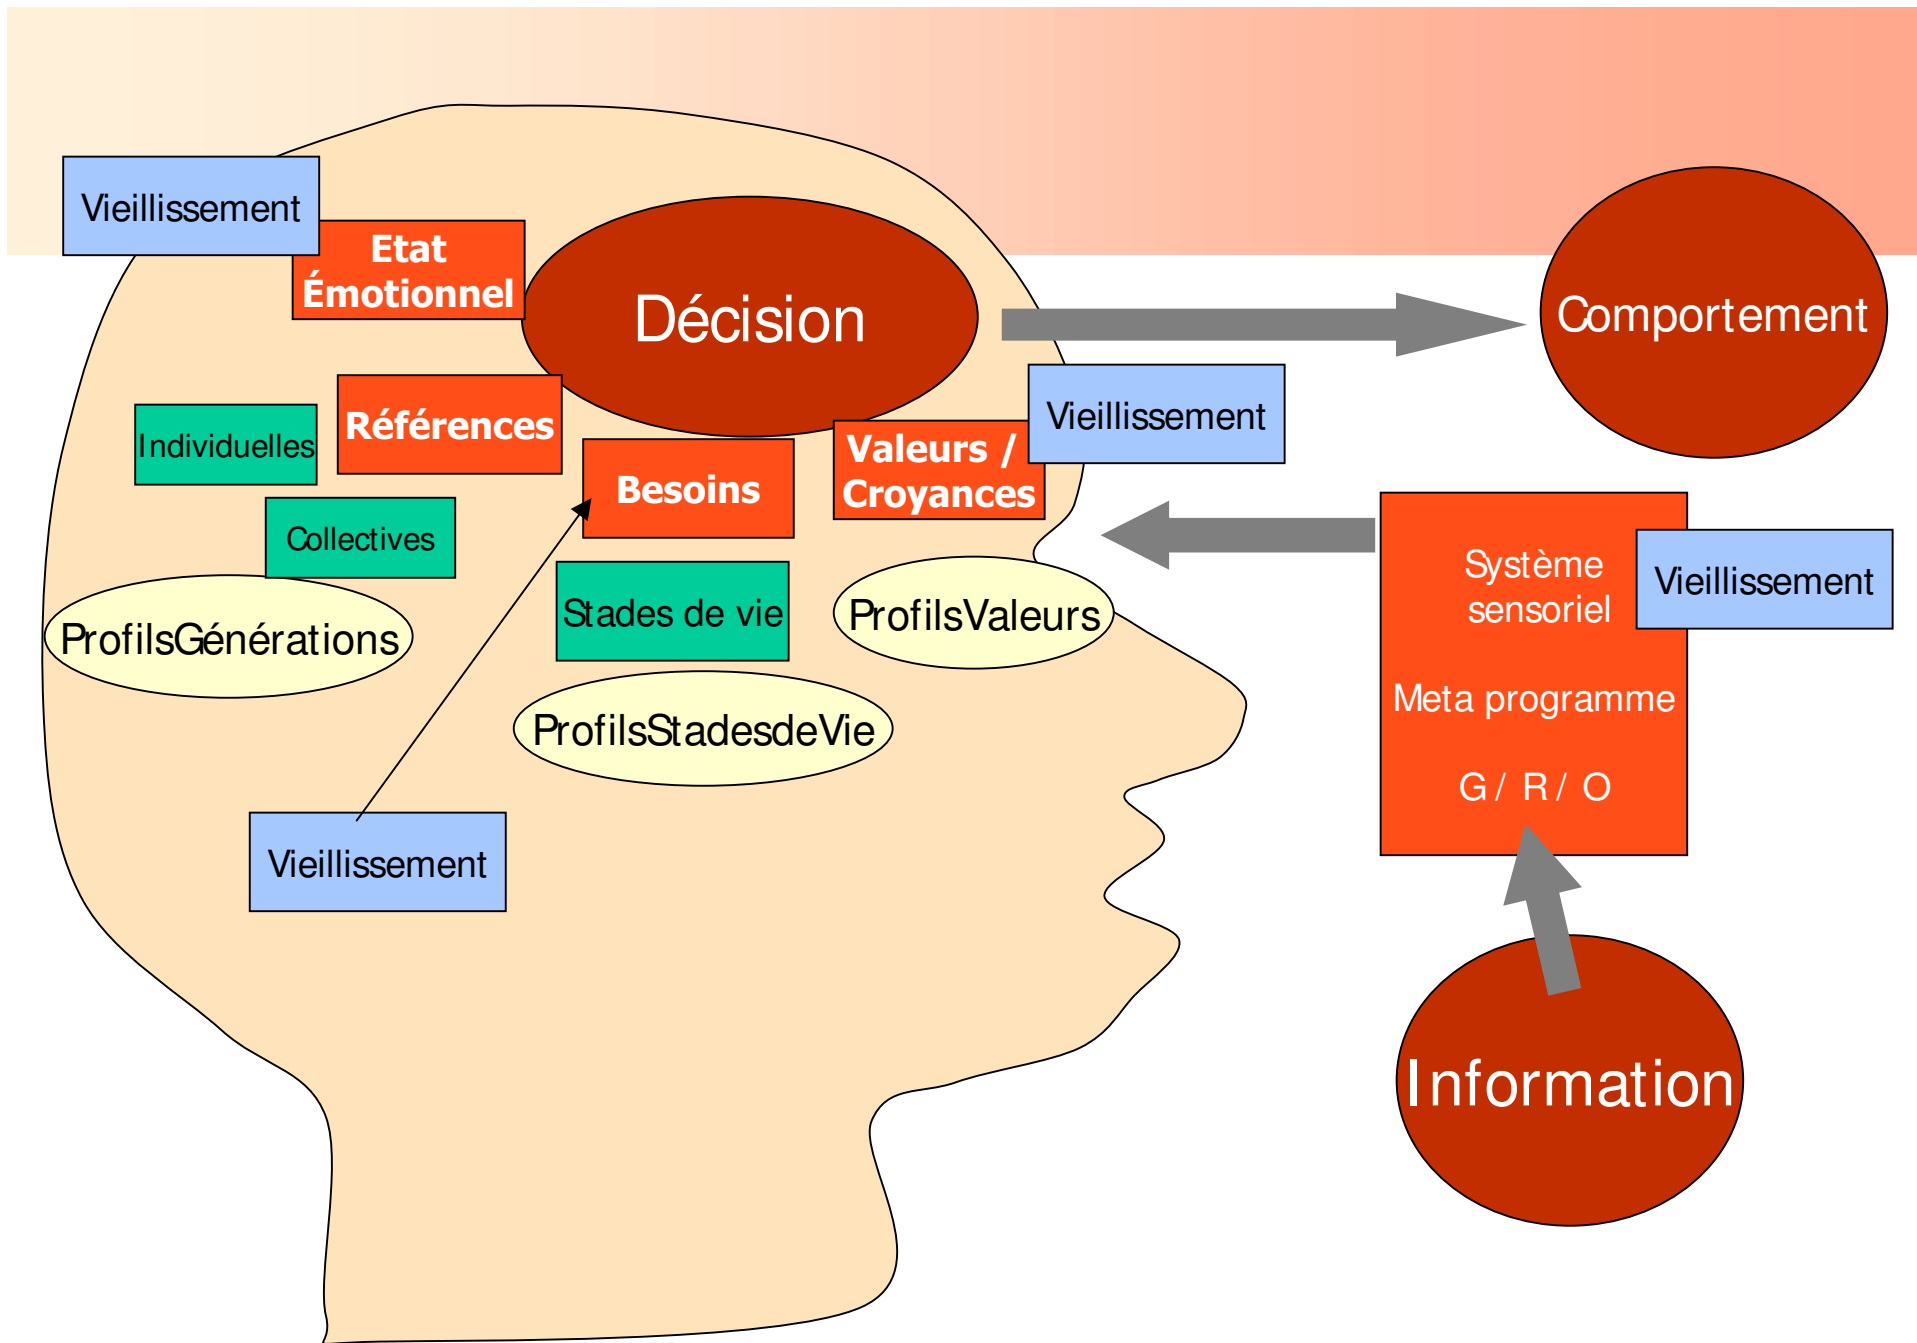 Vieillissement
Etat
Émotionnel
Décision
Comportement
Vieillissement
Individuelles
Références
Valeurs /
Croyances
Besoins
Collectives
Système
sensoriel
Vieillissement
Stades de vie
ProfilsValeurs
ProfilsGénérations
Meta programme
ProfilsStadesdeVie
G / R / O
Vieillissement
Information